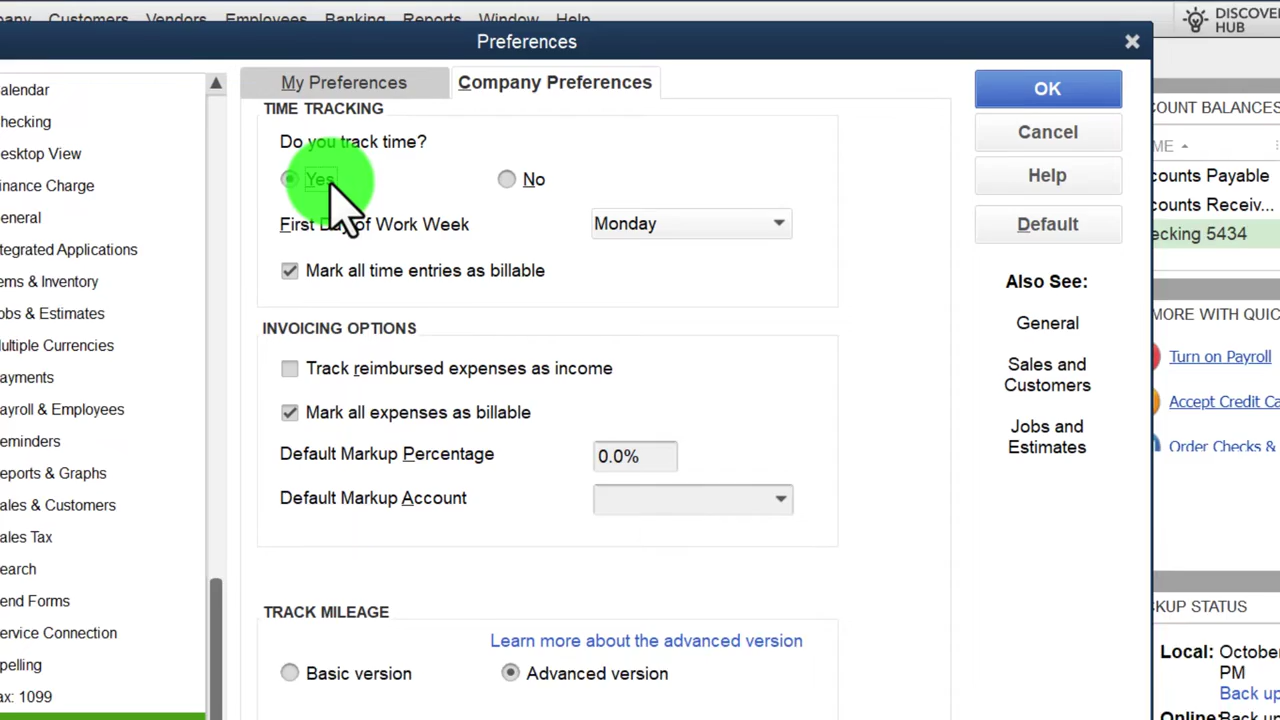 pany Customers Vendors Employees Banking Reports Window Help
DISCOVER
HUB
Preferences
alendar
hecking
esktop View
inance Charge
eneral
ntegrated Applications
ems & Inventory
obs & Estimates
ultiple Currencies
ayments
ayroll & Employees
eminders
eports & Graphs
ales & Customers
ales Tax
earch
end Forms
ervice Connection
pelling
ax: 1099
My Preferences
Company Preferences
TIME TRACKING
Do you track time?
Yes
No
First Day of Work Week
Monday
Mark all time entries as billable
INVOICING OPTIONS
Track reimbursed expenses as income
Mark all expenses as billable
Default Markup Percentage
0.0%
Default Markup Account
TRACK MILEAGE
Learn more about the advanced version
Basic version
Advanced version
OK
Cancel
Help
Default
Also See:
General
Sales and
Customers
Jobs and
Estimates
COUNT BALANCES
ME
counts Payable
counts Receiv...
ecking 5434
MORE WITH QUIC
Turn on Payroll
Accept Credit Ca
Order Checks &
KUP STATUS
Local: October
PM
Back up
Online: Back up